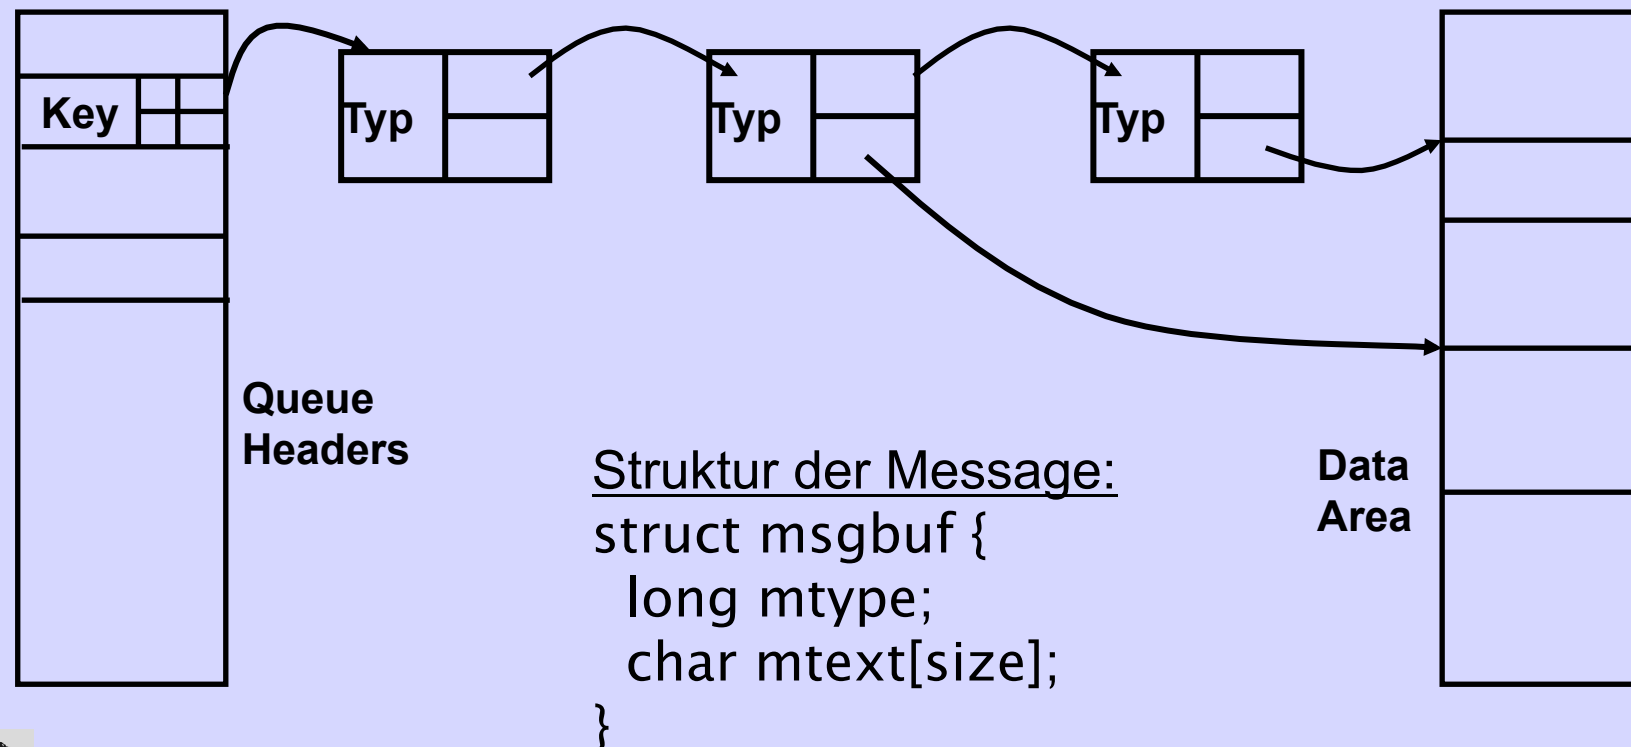 Key
Typ
Typ
Typ
Queue
Headers
Struktur der Message:
struct msgbuf {
long mtype;
char mtext[size];
}
Data
Area